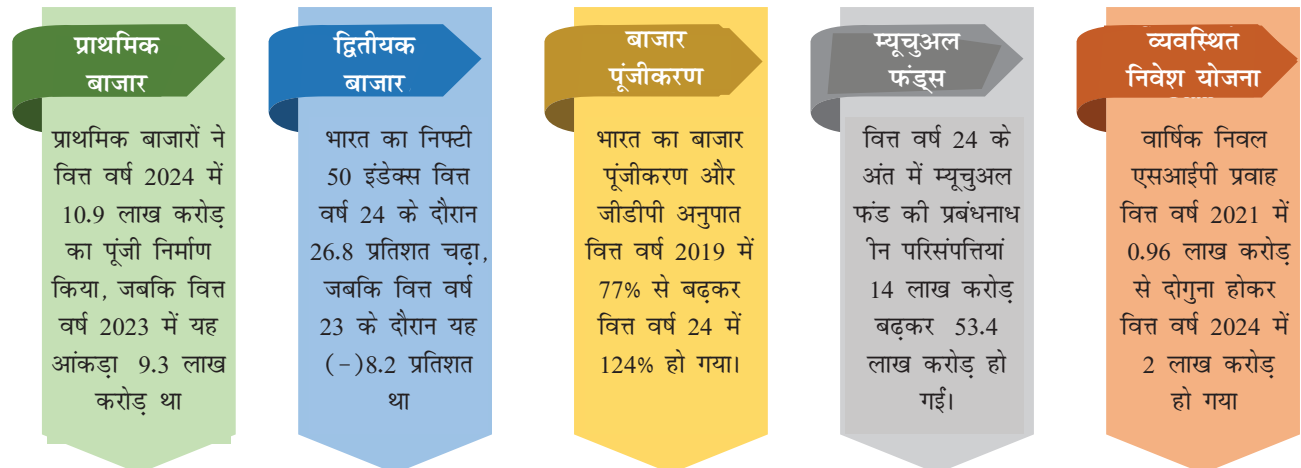 प्राथमिक
बाजार
प्राथमिक बाजारों ने
वित्त वर्ष 2024 में
10.9 लाख करोड़
का पूंजी निर्माण
किया, जबकि वित्त
वर्ष 2023 में यह
आंकड़ा 9.3 लाख
करोड़ था
द्वितीयक
बाजार
भारत का निफ्टी
50 इंडेक्स वित्त
वर्ष 24 के दौरान
26.8 प्रतिशत चढ़ा,
जबकि वित्त वर्ष
23 के दौरान यह
(-)8.2 प्रतिशत
था
बाजार
पूंजीकरण
भारत का बाजार
पूंजीकरण और
जीडीपी अनुपात
वित्त वर्ष 2019 में
77% से बढ़कर
वित्त वर्ष 24 में
124% हो गया।
म्यूचुअल
फंड्स
वित्त वर्ष 24 के
अंत में म्यूचुअल
फंड की प्रबंधनाध
ीन परिसंपत्तियां
14 लाख करोड़
बढ़कर 53.4
लाख करोड़ हो
गईं।
व्यवस्थित
निवेश योजना
वार्षिक निवल
एसआईपी प्रवाह
वित्त वर्ष 2021 में
0.96 लाख करोड़
से दोगुना होकर
वित्त वर्ष 2024 में
2 लाख करोड़
हो गया